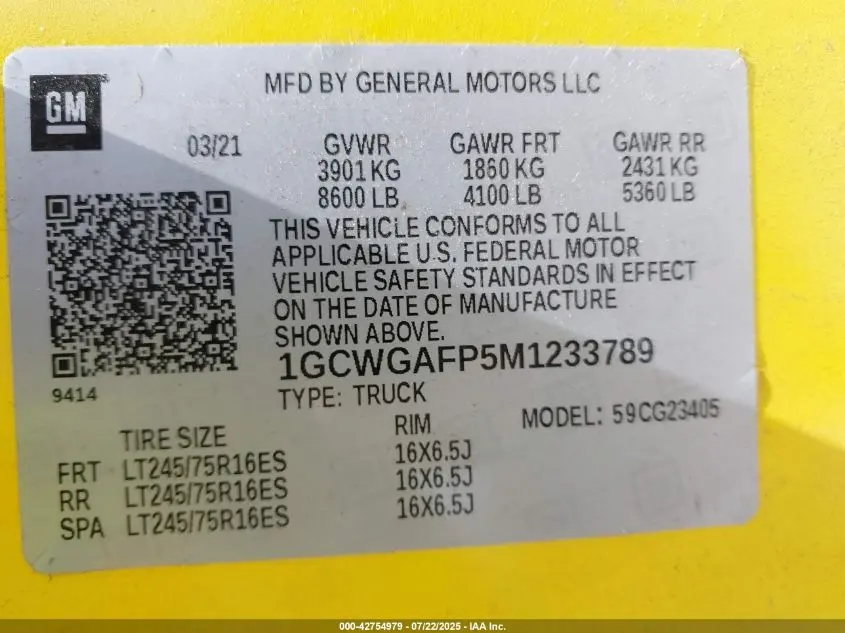 GM
MFD BY GENERAL MOTORS LLC
03/21 GVWR GAWR FRT GAWR RR
3901 KG 1860 KG 2431 KG
8600 LB 4100 LB 5360 LB
THIS VEHICLE CONFORMS TO ALL
APPLICABLE U.S. FEDERAL MOTOR
VEHICLE SAFETY STANDARDS IN EFFECT
ON THE DATE OF MANUFACTURE
SHOWN ABOVE.
1GCWGAFP5M1233789
9414
TYPE: TRUCK
MODEL: 59CG23405
TIRE SIZE RIM
FRT LT245/75R16ES 16X6.5J
RR LT245/75R16ES 16X6.5J
SPA LT245/75R16ES 16X6.5J
000-42754979 - 07/22/2025 - IAA Inc.